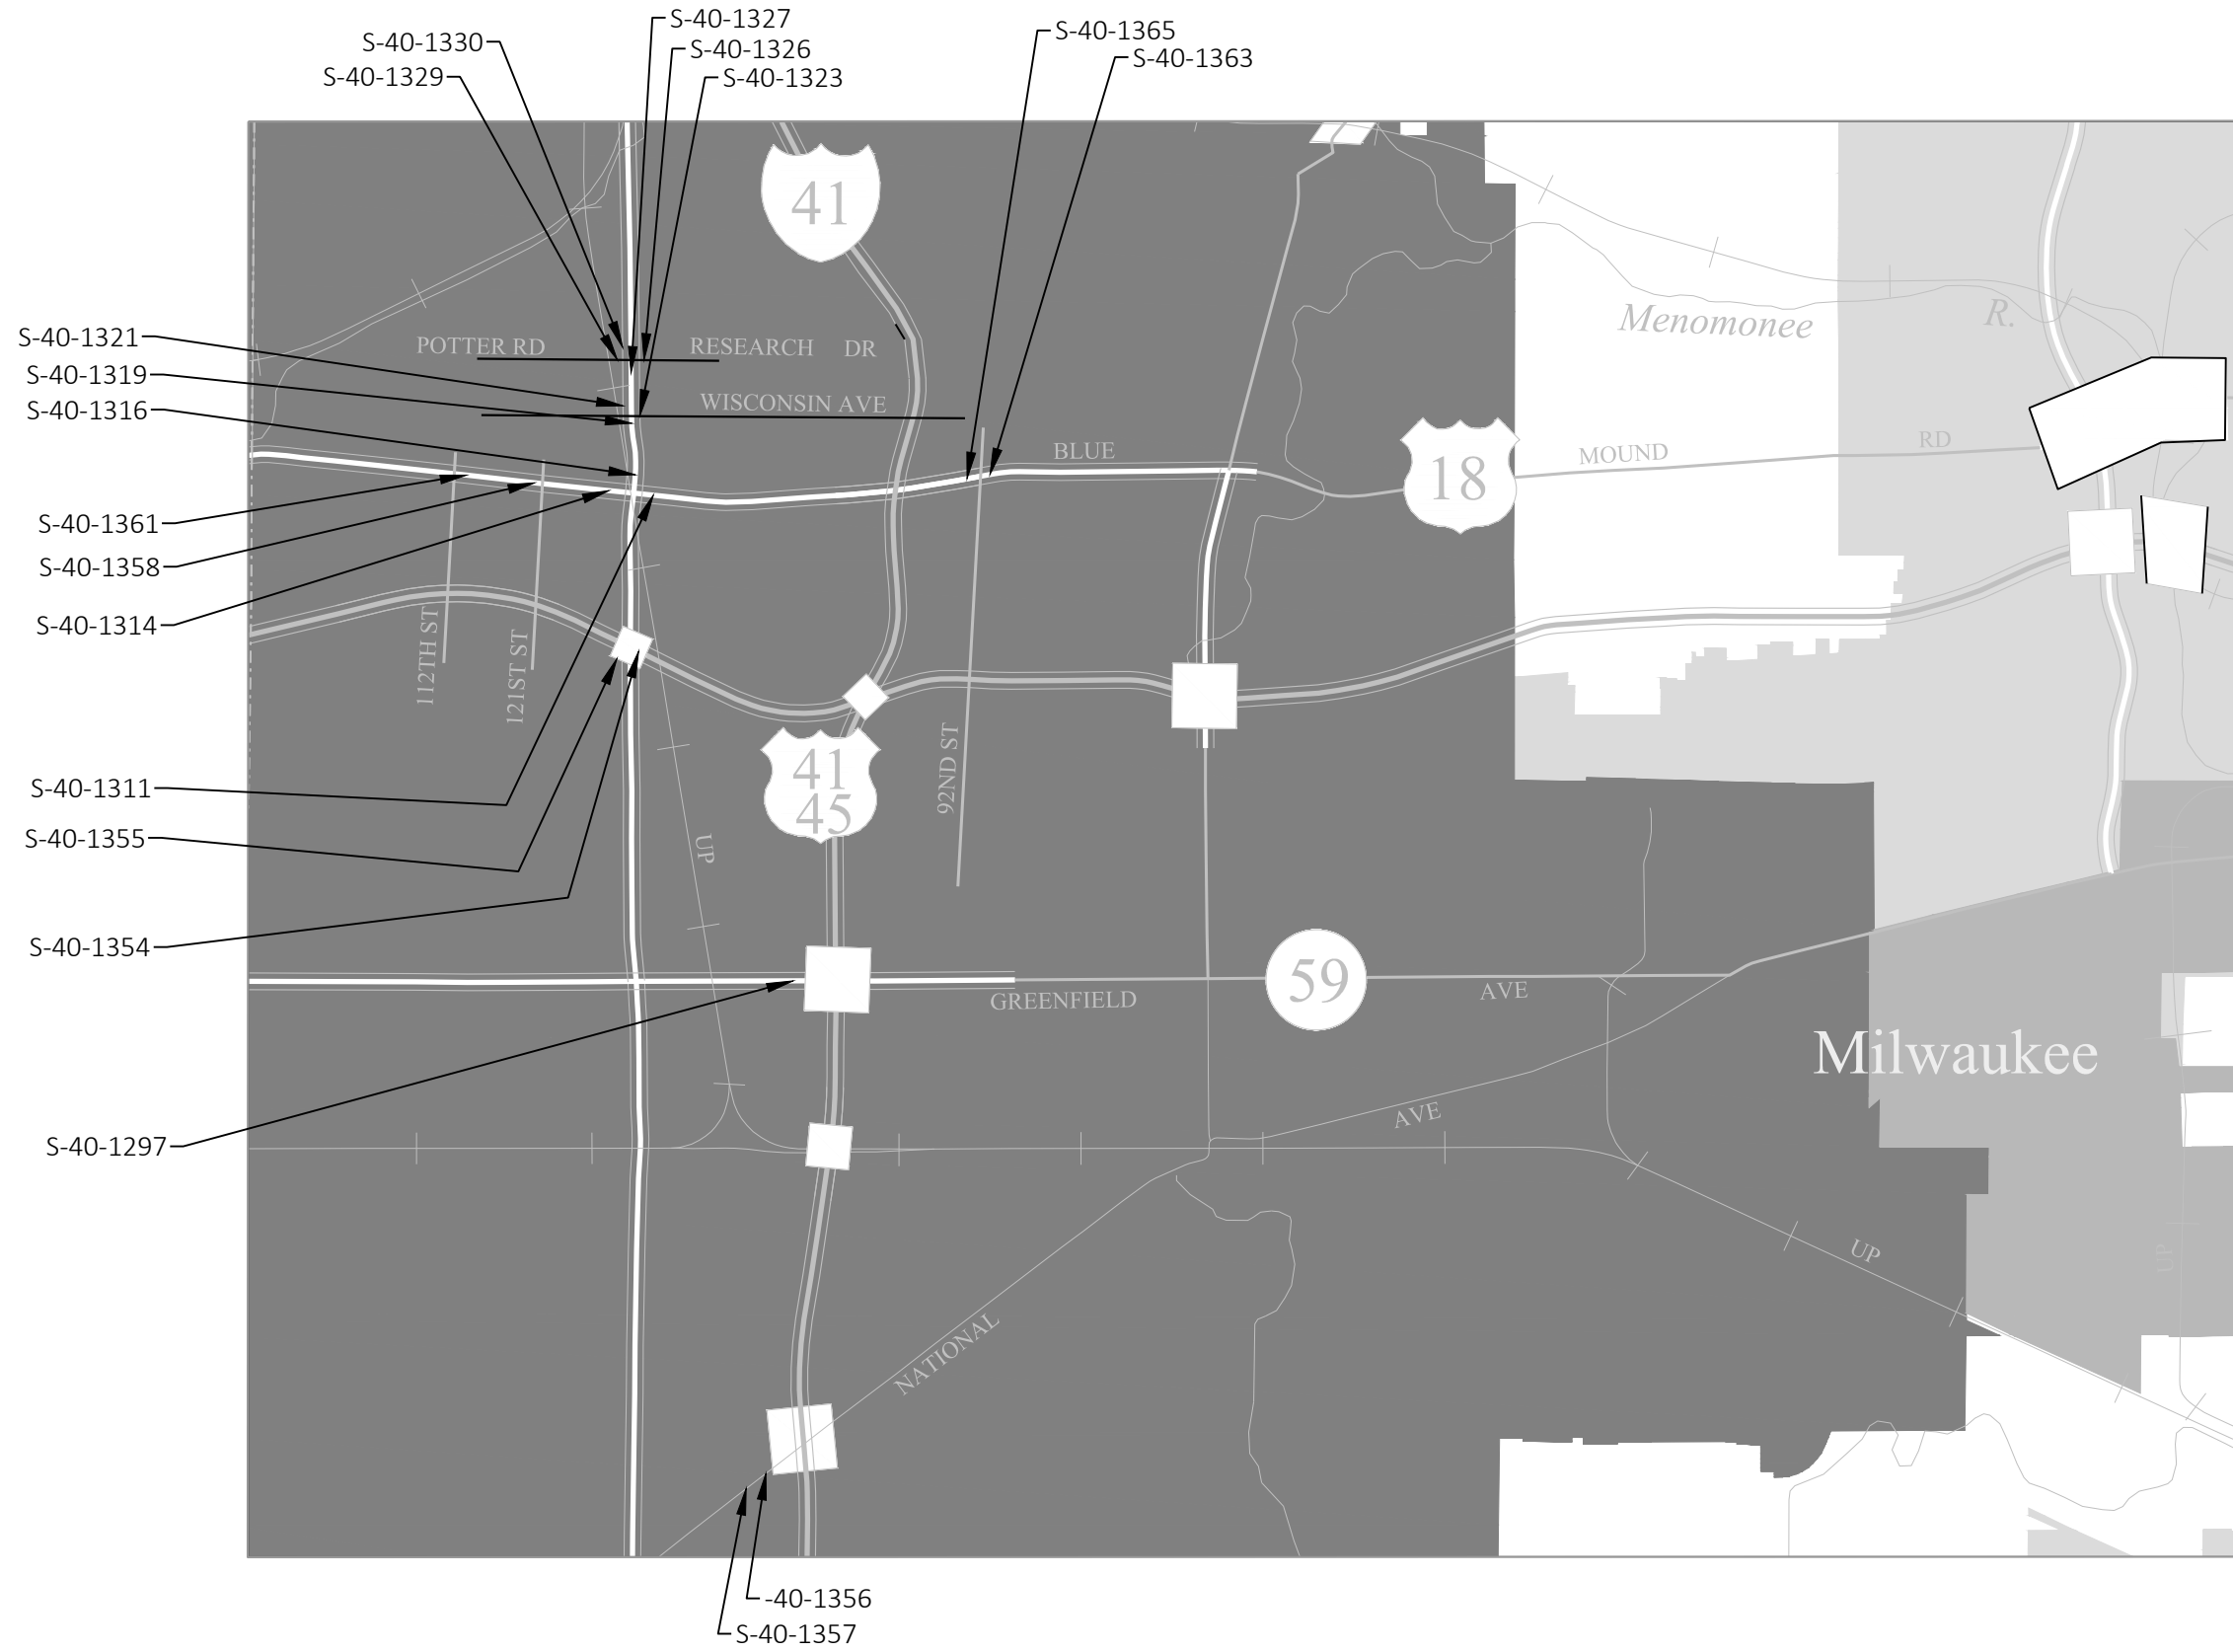 S-40-1327
S-40-1330
S-40-1326
S-40-1329
S-40-1323
S-40-1365
S-40-1363
41
S-40-1321
S-40-1319
S-40-1316
POTTER RD
RESEARCH DR
WISCONSIN AVE
Menomonee R.
BLUE
MOUND
RD
18
S-40-1361
S-40-1358
S-40-1314
112TH ST
121ST ST
92ND ST
41
45
UP
S-40-1311
S-40-1355
S-40-1354
59
GREENFIELD
AVE
Milwaukee
AVE
S-40-1297
UP
UP
NATIONAL
-40-1356
S-40-1357